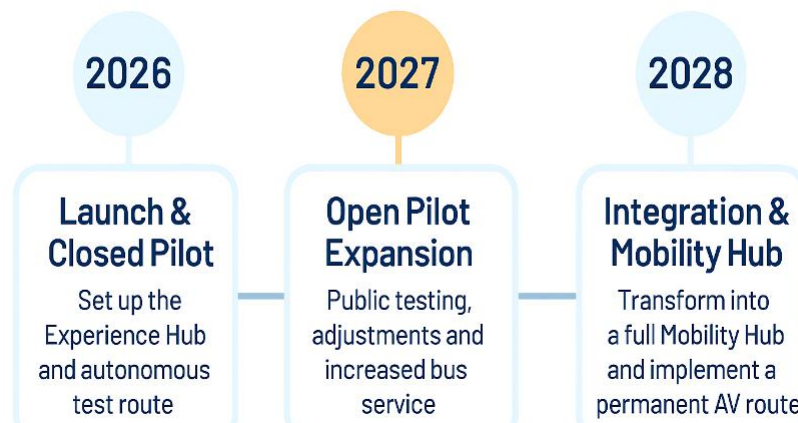 2026
Launch &
Closed Pilot
Set up the
Experience Hub
and autonomous
test route
2027
Open Pilot
Expansion
Public testing,
adjustments and
increased bus
service
2028
Integration &
Mobility Hub
Transform into
a full Mobility Hub
and implement a
permanent AV route